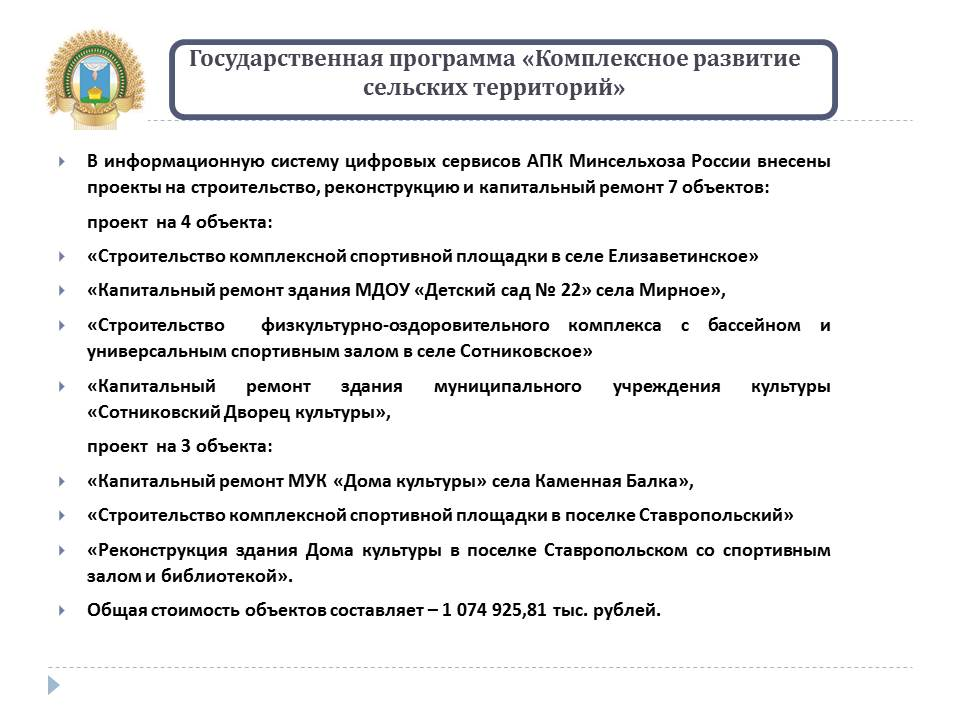 Государственная программа «Комплексное развитие
сельских территорий»
В информационную систему цифровых сервисов АПК Минсельхоза России внесены
проекты на строительство, реконструкцию и капитальный ремонт 7 объектов:
проект на 4 объекта:
«Строительство комплексной спортивной площадки в селе Елизаветинское»
«Капитальный ремонт здания МДОУ «Детский сад № 22» села Мирное»,
«Строительство физкультурно-оздоровительного комплекса с бассейном и
универсальным спортивным залом в селе Сотниковское»
«Капитальный ремонт здания муниципального учреждения культуры
«Сотниковский Дворец культуры»,
проект на 3 объекта:
«Капитальный ремонт МУК «Дома культуры» села Каменная Балка»,
«Строительство комплексной спортивной площадки в поселке Ставропольский»
«Реконструкция здания Дома культуры в поселке Ставропольском со спортивным
залом и библиотекой».
Общая стоимость объектов составляет – 1 074 925,81 тыс. рублей.